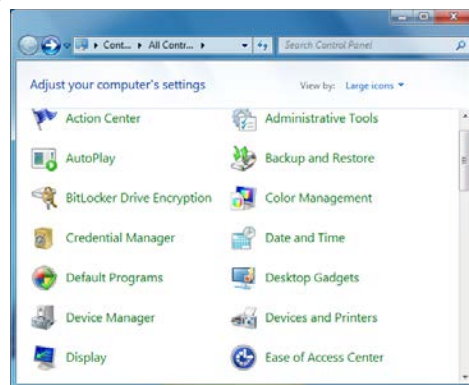 Cont... All Contr... Search Control Panel
Adjust your computer's settings View by: Large icons
Action Center Administrative Tools
AutoPlay Backup and Restore
BitLocker Drive Encryption Color Management
Credential Manager Date and Time
Default Programs Desktop Gadgets
Device Manager Devices and Printers
Display Ease of Access Center